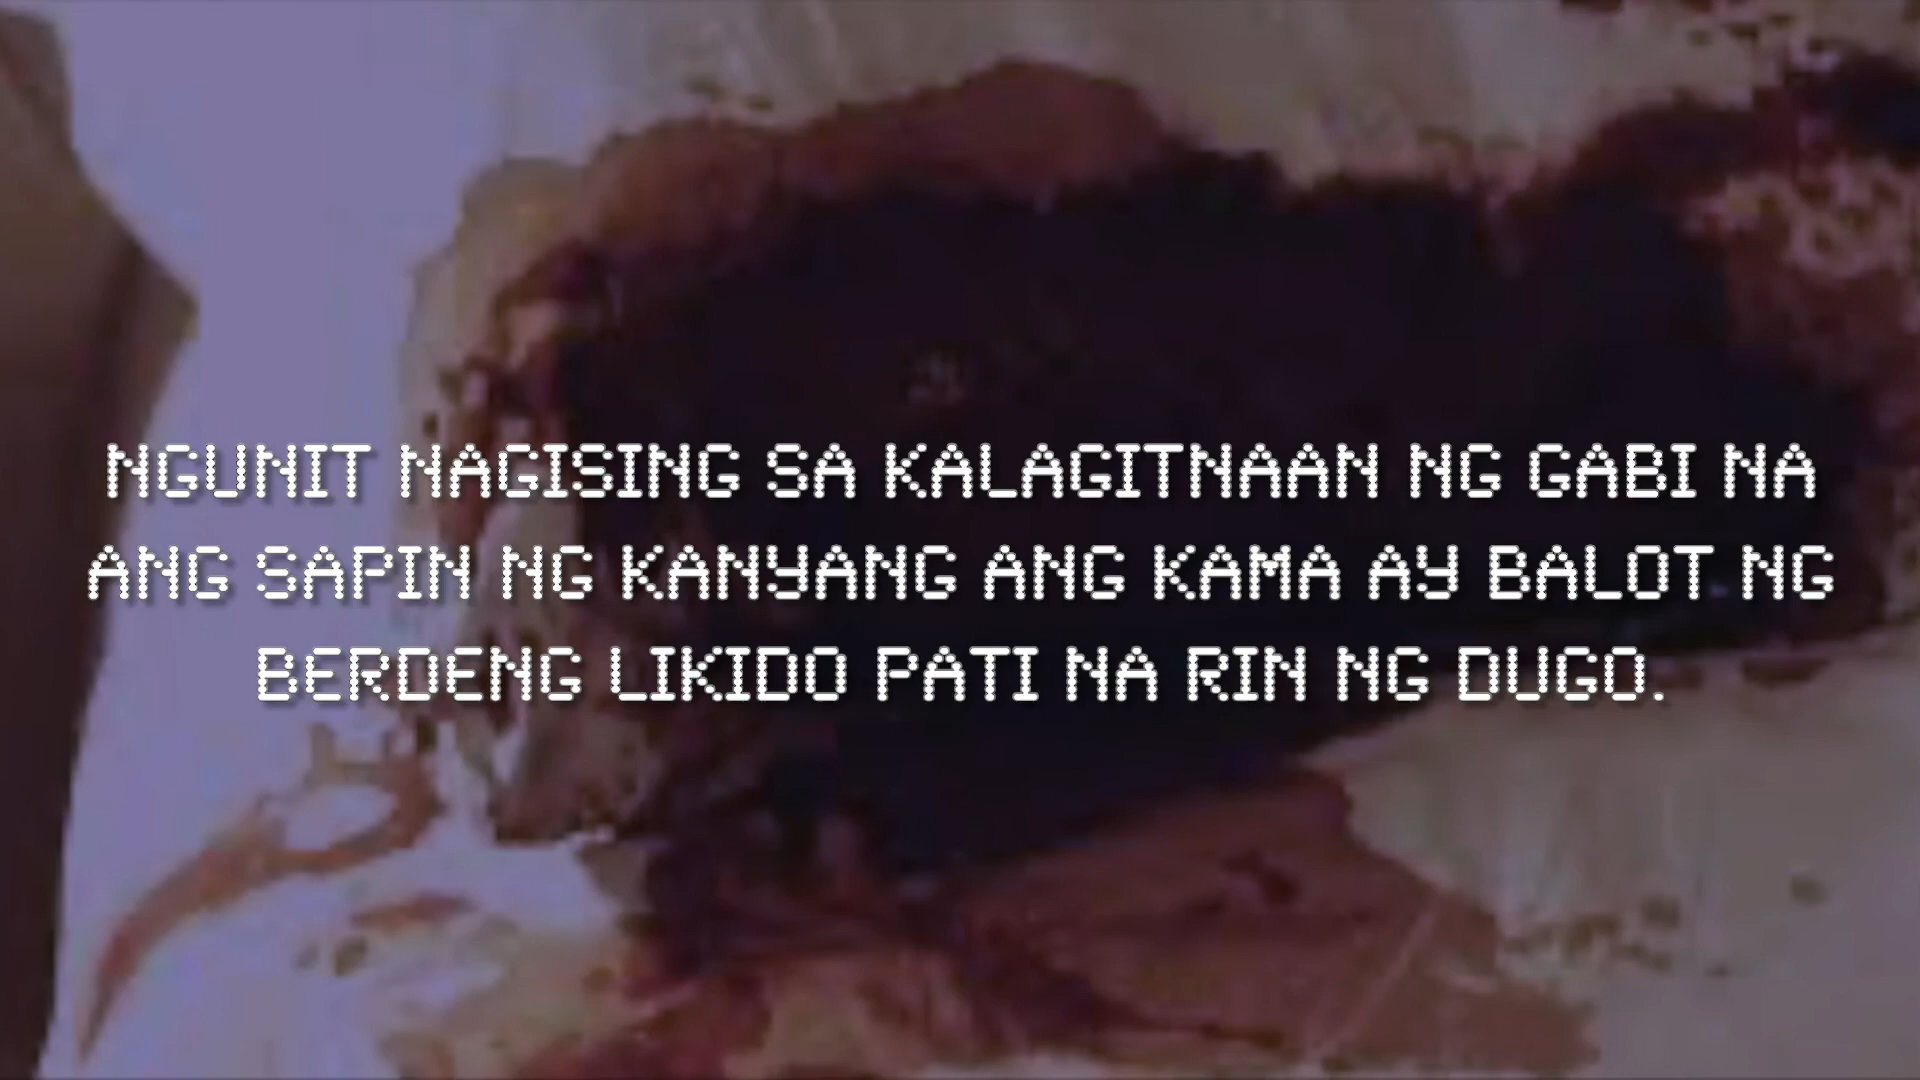 NGUNIT NAGISING SA KALAGITNAAN NG GABI NA
ANG SAPIN NG KANYANG ANG KAMA AY BALOT NG
BERDENG LIKIDO PATI NA RIN NG DUGO.